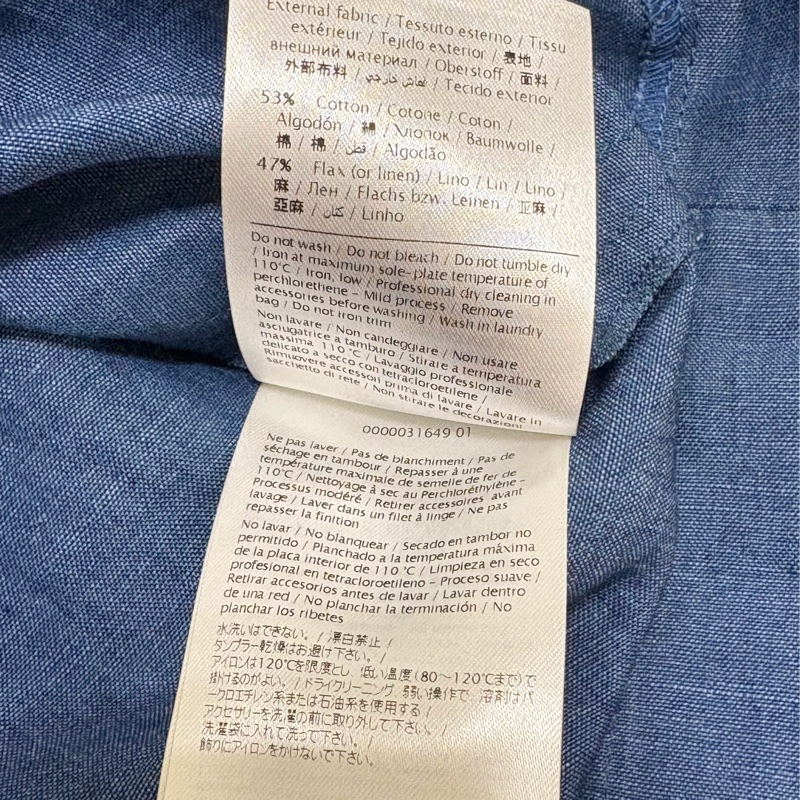 External fabric / Tessuto esterno / Tissu
extérieur / Tejido exterior / 表地 /
внешний материал / Oberstoff / 面料 /
外部布料 / قماش خارجي / Tecido exterior
53% Cotton / Cotone / Coton /
Algodón / 綿 / Хлопок / Baumwolle /
棉 / 棉 / قطن / Algodão
47% Flax (or linen) / Lino / Lin / Lino /
麻 / Лен / Flachs bzw. Leinen / 亚麻 /
亞麻 / كتان / Linho
Do not wash / Do not bleach / Do not tumble dry
/ Iron at maximum sole-plate temperature of
110°C / Iron, low / Professional dry cleaning in
perchlorethene - Mild process / Remove
accessories before washing / Wash in laundry
bag / Do not iron trim
Non lavare / Non candeggiare / Non usare
asciugatrice a tamburo / Stirare a temperatura
massima 110 °C / Lavaggio professionale
delicato a secco con tetracloroetilene /
Rimuovere accessori prima di lavare / Lavare in
sacchetto di rete / Non stirare le decorazioni
0000031649 01
Ne pas laver / Pas de blanchiment / Pas de
séchage en tambour / Repasser à une
température maximale de semelle de fer de
110°C / Nettoyage à sec au Perchloréthylène -
Processus modéré / Retirer accessoires avant
lavage / Laver dans un filet à linge / Ne pas
repasser la finition
No lavar / No blanquear / Secado en tambor no
permitido / Planchado a la temperatura máxima
de la placa interior de 110 °C / Limpieza en seco
profesional en tetracloroetileno - Proceso suave /
Retirar accesorios antes de lavar / Lavar dentro
de una red / No planchar la terminación / No
planchar los ribetes
水洗いはできない。/ 漂白禁止 /
タンブラー乾燥はお避け下さい。/
アイロンは120℃を限度とし、低い温度(80～120℃まで)で
掛けるのがよい。/ ドライクリーニング、弱い操作で 溶剤はパ
ークロエチレン系または石油系を使用する /
アクセサリーを洗濯の前に取り外して下さい。/
洗濯袋に入れて洗って下さい。/
飾りにアイロンをかけないで下さい。